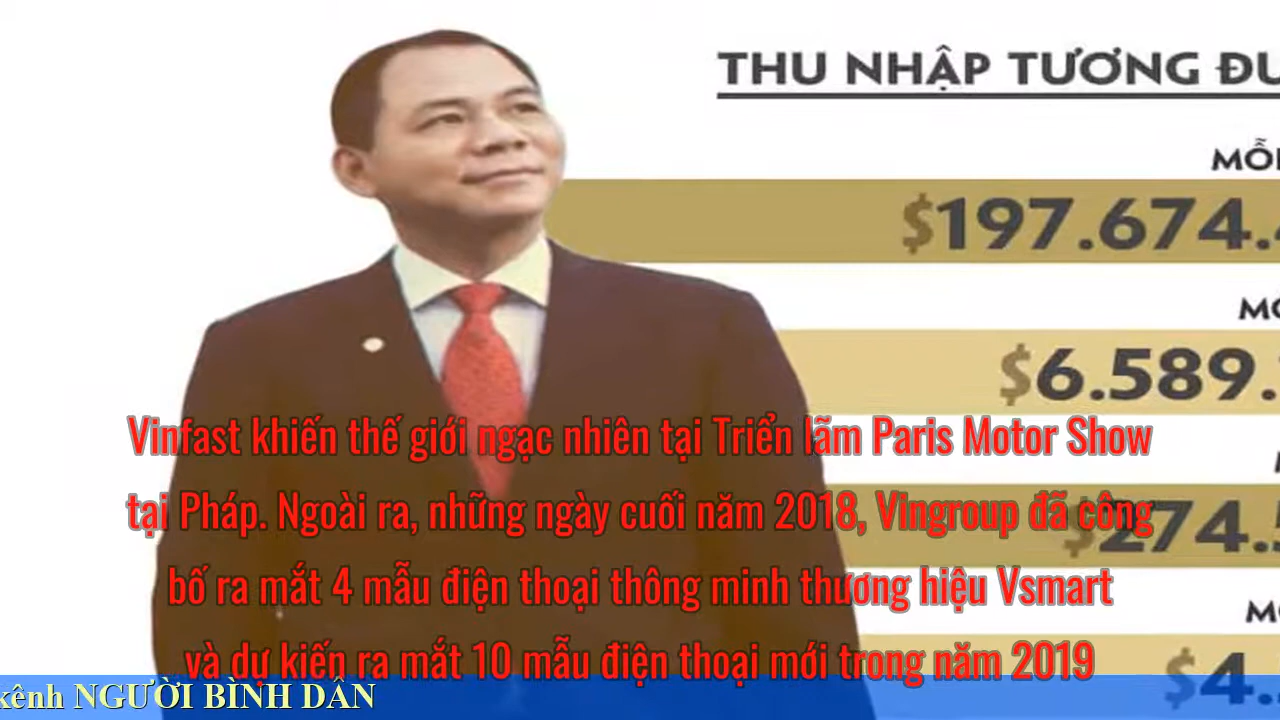 THU NHẬP TƯƠNG
$197.674.
$6.589.
Vinfast khiến thế giới ngạc nhiên tại Triển lãm Paris Motor Show
tại Pháp. Ngoài ra, những ngày cuối năm 2018, Vingroup đã công
$274.
bố ra mắt 4 mẫu điện thoại thông minh thương hiệu Vsmart
và dự kiến ra mắt 10 mẫu điện thoại mới trong năm 2019
$4.
kênh NGƯỜI BÌNH DÂN